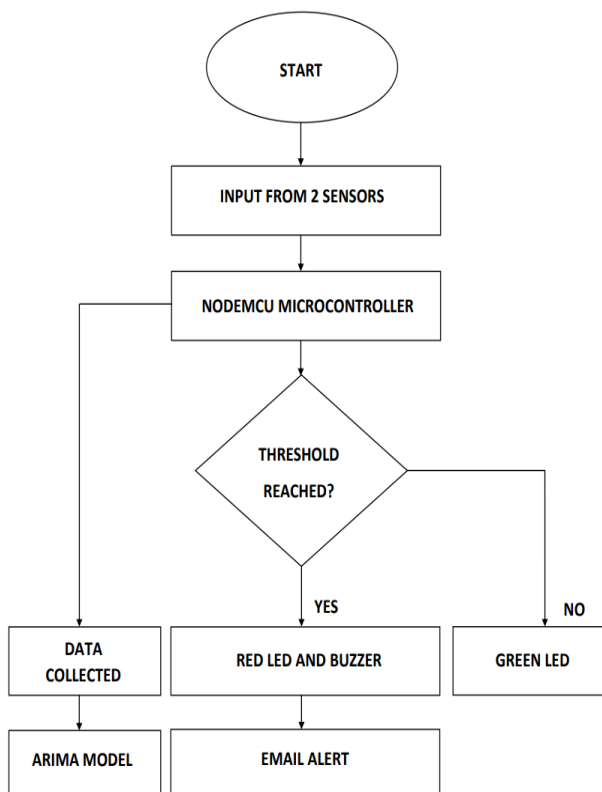 START
INPUT FROM 2 SENSORS
NODEMCU MICROCONTROLLER
THRESHOLD
REACHED?
YES
NO
DATA
COLLECTED
RED LED AND BUZZER
GREEN LED
ARIMA MODEL
EMAIL ALERT